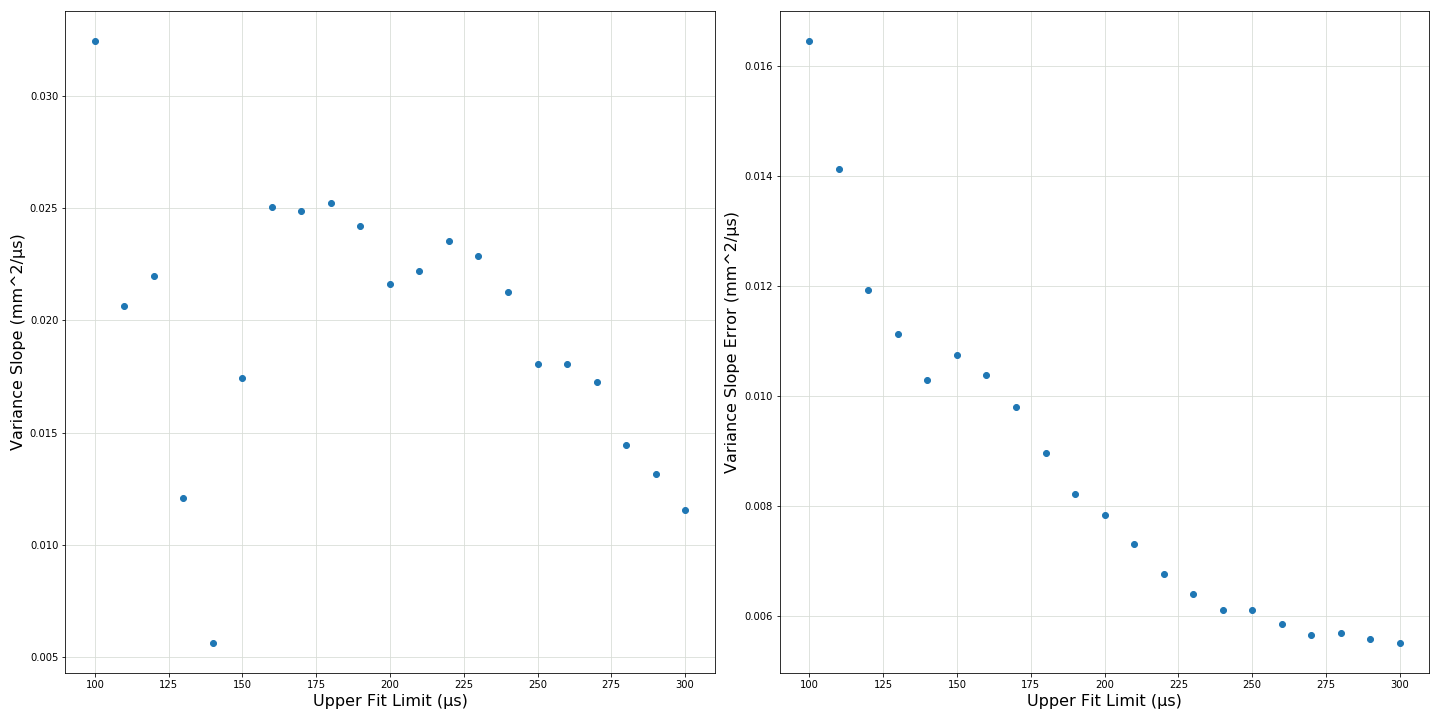 Variance Slope (mm^2/μs)
0.030
0.025
0.020
0.015
0.010
0.005
100 125 150 175 200 225 250 275 300
Upper Fit Limit (μs)
Variance Slope Error (mm^2/μs)
0.016
0.014
0.012
0.010
0.008
0.006
100 125 150 175 200 225 250 275 300
Upper Fit Limit (μs)